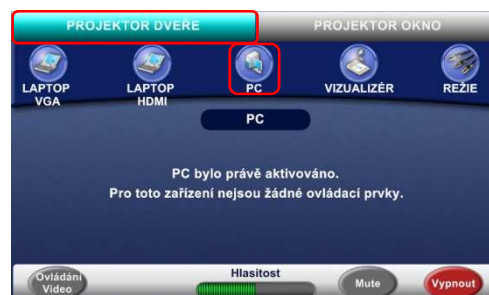 PROJEKTOR DVEŘE
PROJEKTOR OKNO
LAPTOP VGA
LAPTOP HDMI
PC
VIZUALIZÉR
REŽIE
PC
PC bylo právě aktivováno.
Pro toto zařízení nejsou žádné ovládací prvky.
Ovládání Video
Hlasitost
Mute
Vypnout